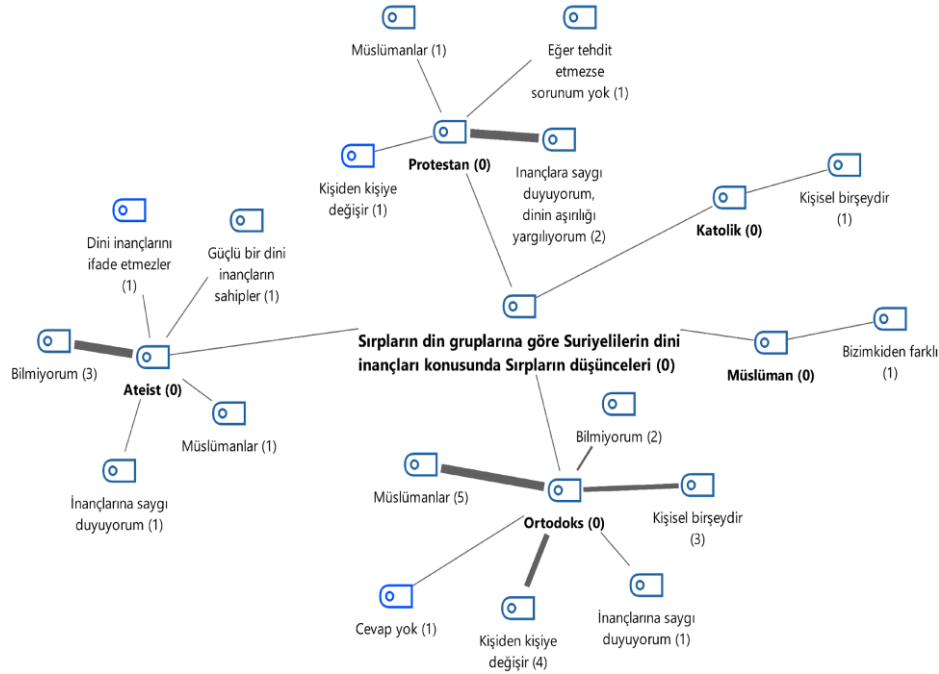 Müslümanlar (1)
Eğer tehdit
etmezse
sorunum yok (1)
Protestan (0)
Kişiden kişiye
değişir (1)
Inançlara saygı
duyuyorum,
dinin aşırılığı
yargılıyorum (2)
Kişisel birşeydir
(1)
Katolik (0)
Dini inançlarını
ifade etmezler
(1)
Güçlü bir dini
inançların
sahipler (1)
Sırpların din gruplarına göre Suriyelilerin dini
inançları konusunda Sırpların düşünceleri (0)
Bizimkiden farklı
(1)
Müslüman (0)
Bilmiyorum (3)
Ateist (0)
Müslümanlar (1)
İnançlarına saygı
duyuyorum (1)
Bilmiyorum (2)
Müslümanlar (5)
Ortodoks (0)
Kişisel birşeydir
(3)
Cevap yok (1)
Kişiden kişiye
değişir (4)
İnançlarına saygı
duyuyorum (1)